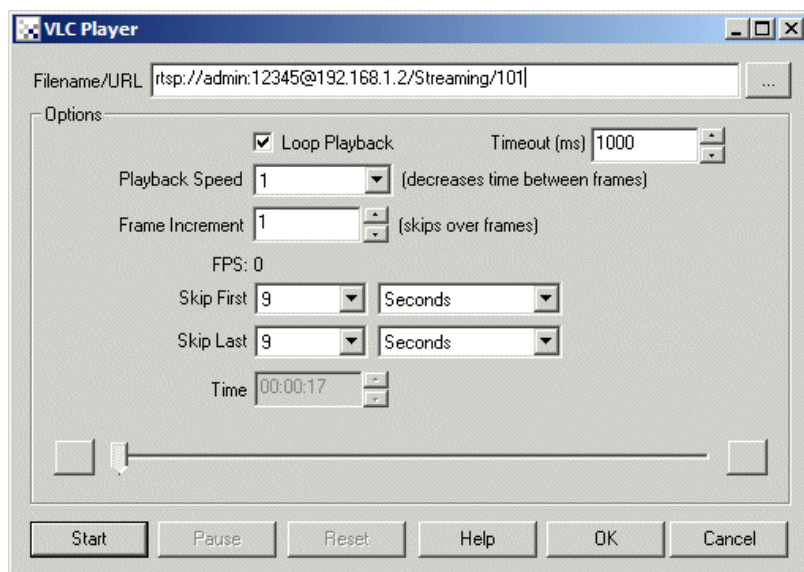 VLC Player
Filename/URL rtsp://admin:12345@192.168.1.2/Streaming/101 ...
Options
Loop Playback Timeout (ms) 1000
Playback Speed 1 (decreases time between frames)
Frame Increment 1 (skips over frames)
FPS: 0
Skip First 9 Seconds
Skip Last 9 Seconds
Time 00:00:17
Start Pause Reset Help OK Cancel